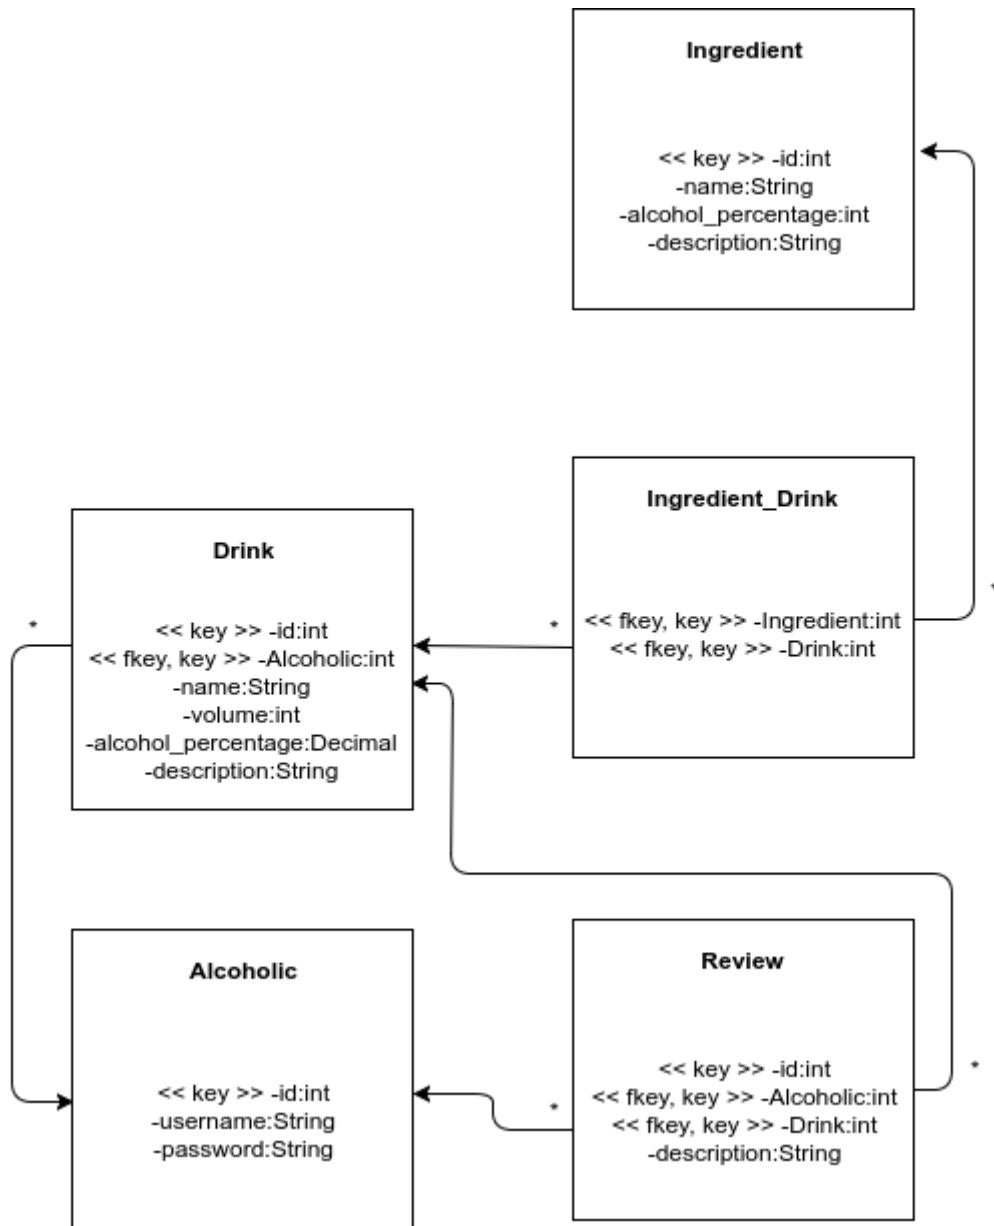 Ingredient
<< key >> -id:int
-name:String
-alcohol_percentage:int
-description:String
Ingredient_Drink
<< fkey, key >> -Ingredient:int
<< fkey, key >> -Drink:int
*
*
Drink
<< key >> -id:int
<< fkey, key >> -Alcoholic:int
-name:String
-volume:int
-alcohol_percentage:Decimal
-description:String
*
Alcoholic
<< key >> -id:int
-username:String
-password:String
Review
<< key >> -id:int
<< fkey, key >> -Alcoholic:int
<< fkey, key >> -Drink:int
-description:String
*
*